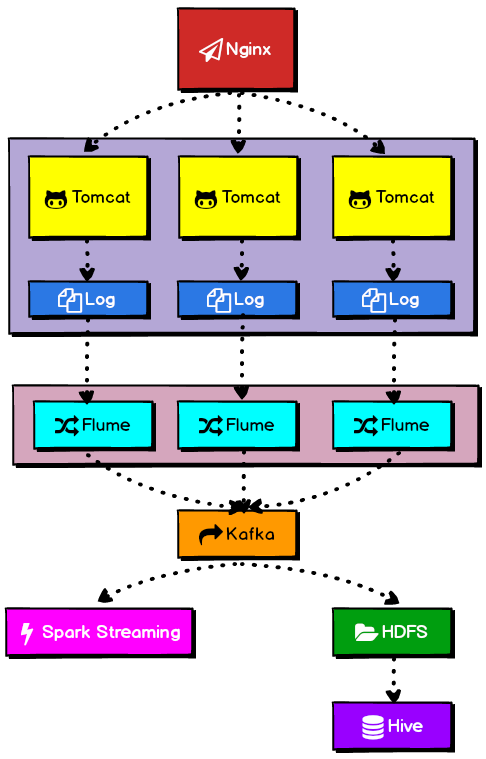 Nginx
Tomcat Tomcat Tomcat
Log Log Log
Flume Flume Flume
Kafka
Spark Streaming HDFS
Hive